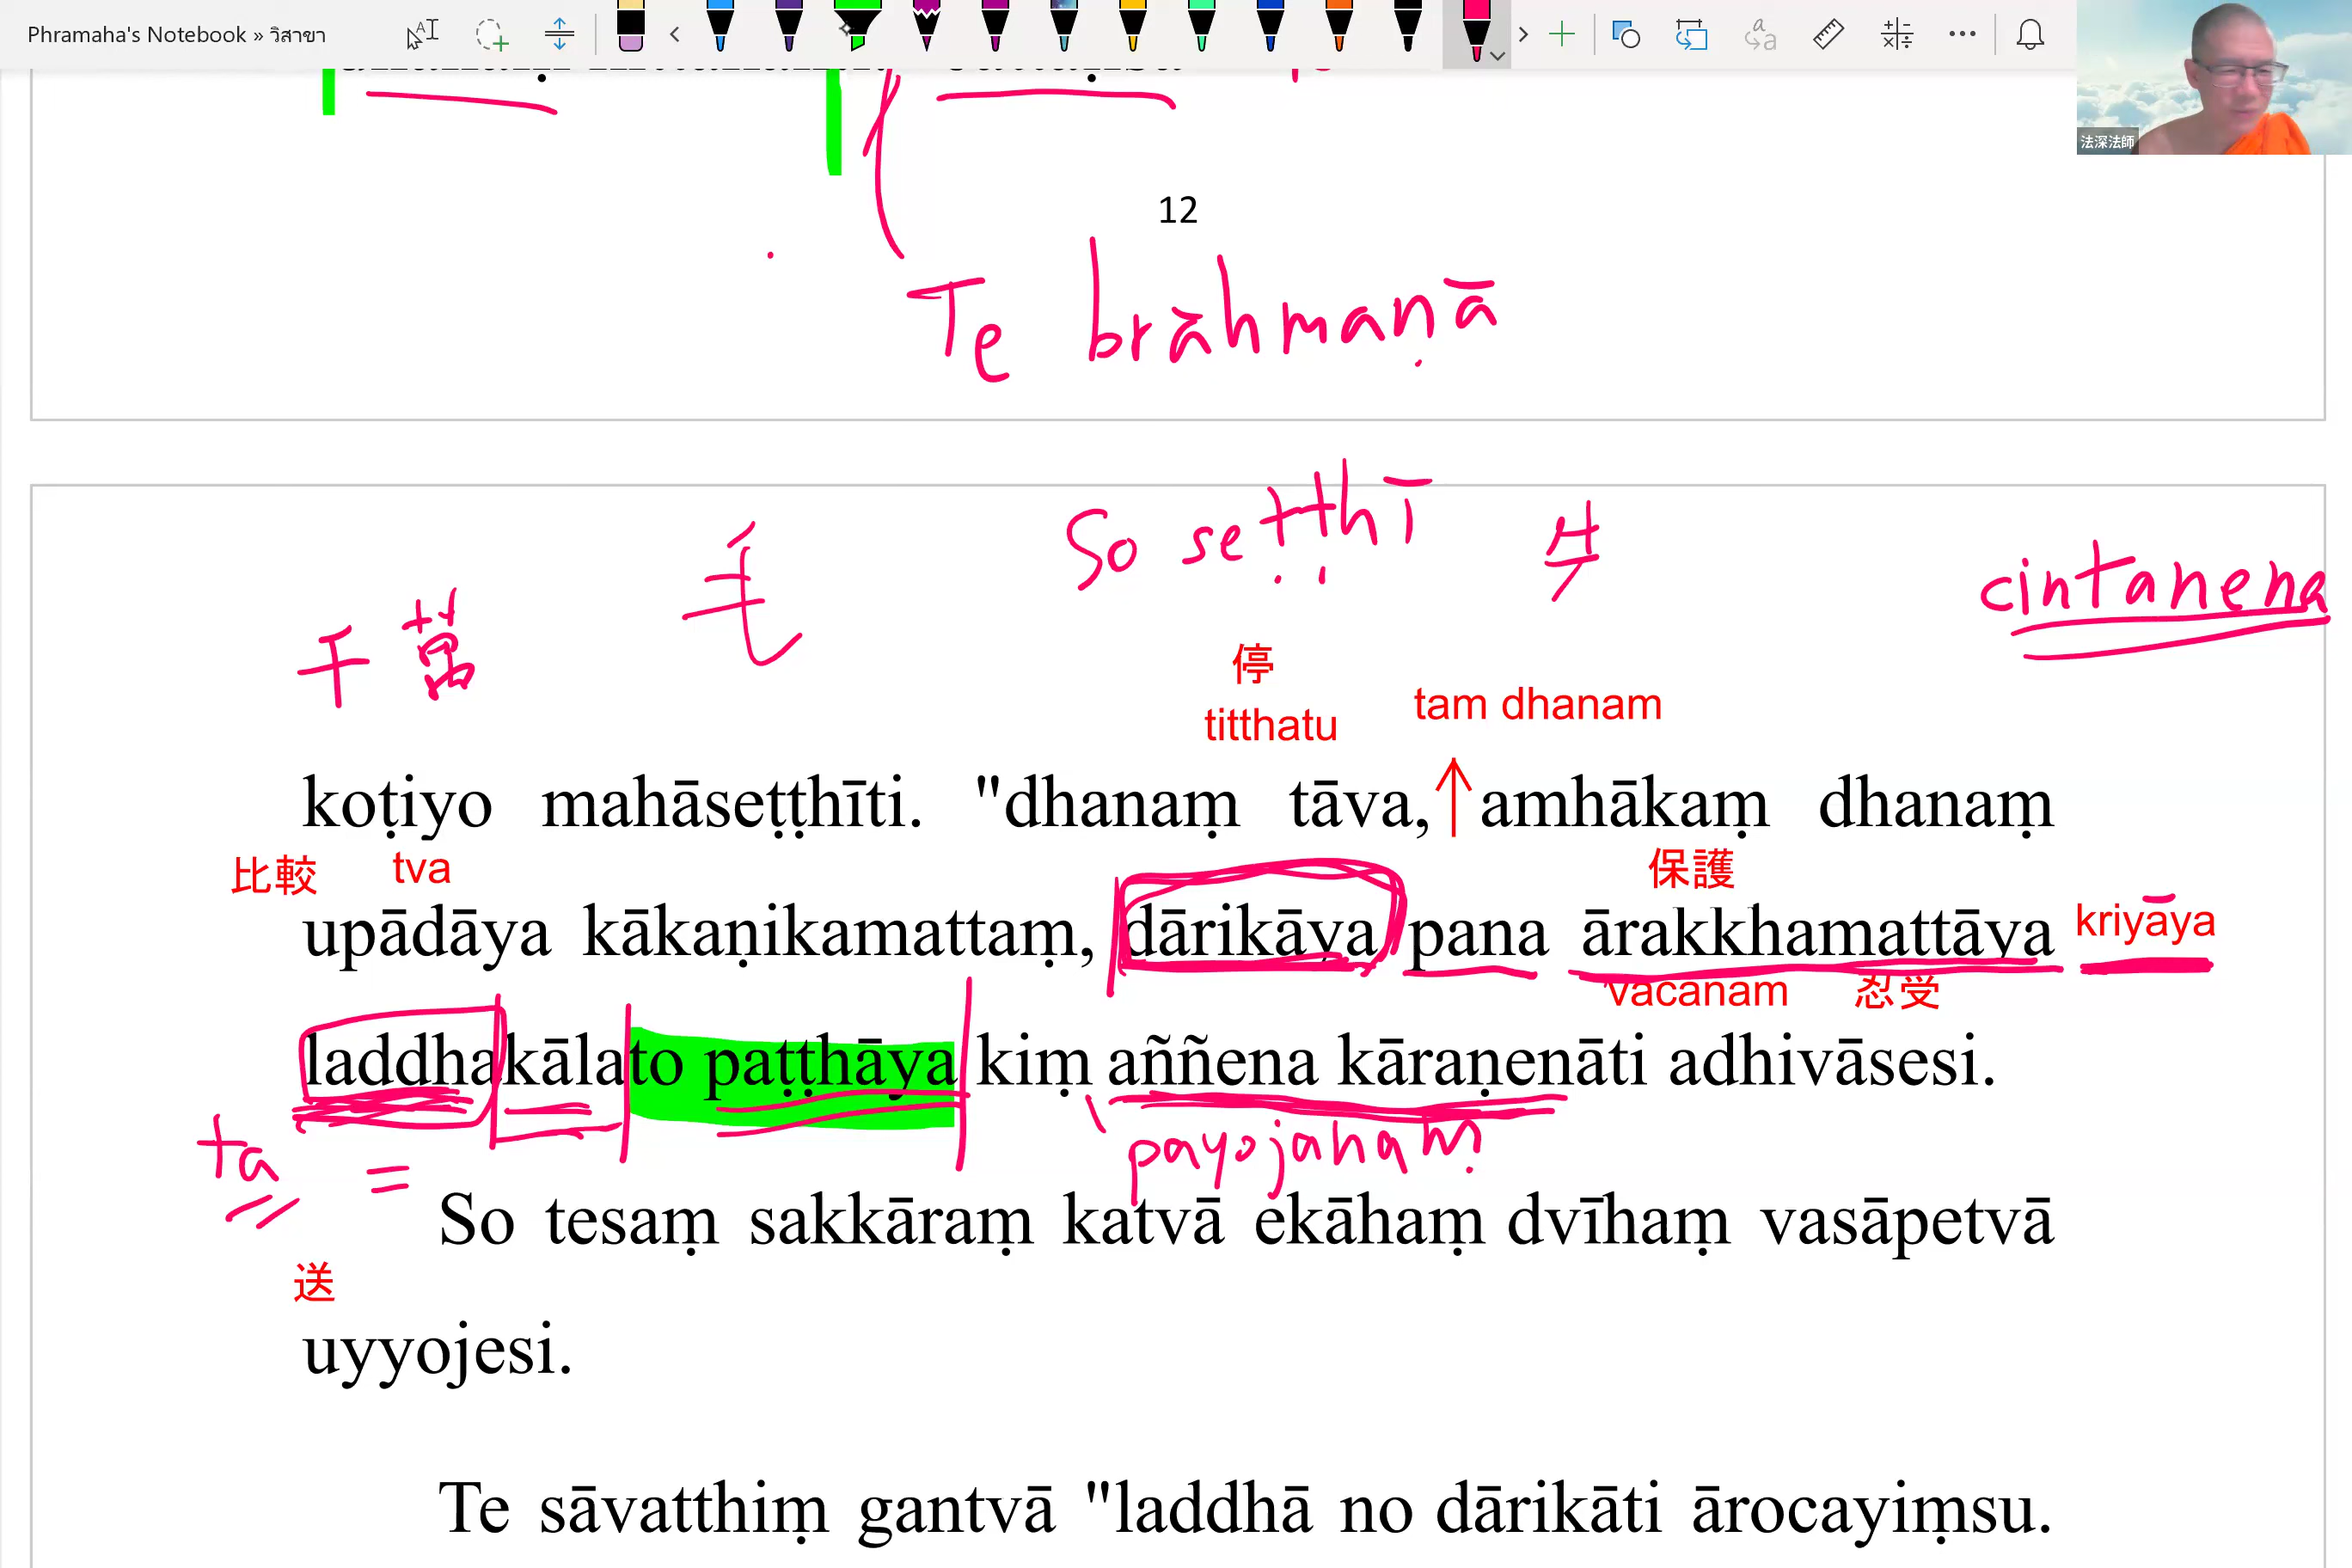 Phramaha's Notebook » วิสาขา
法深法師
12
Te brāhmaṇā
So seṭṭhī
cintanena
千萬
毛
停
titthatu
tam dhanam
koṭiyo mahāseṭṭhīti. "dhanaṃ tāva, amhākaṃ dhanaṃ
比較
tva
保護
upādāya kākaṇikamattaṃ, dārikāya pana ārakkhamattāya kriyāya
vacanam
忍受
laddhakālato paṭṭhāya kiṃ aññena kāraṇenāti adhivāsesi.
ta =
payojanaṃ
So tesaṃ sakkāraṃ katvā ekāhaṃ dvīhaṃ vasāpetvā
送
uyyojesi.
Te sāvatthiṃ gantvā "laddhā no dārikāti ārocayiṃsu.